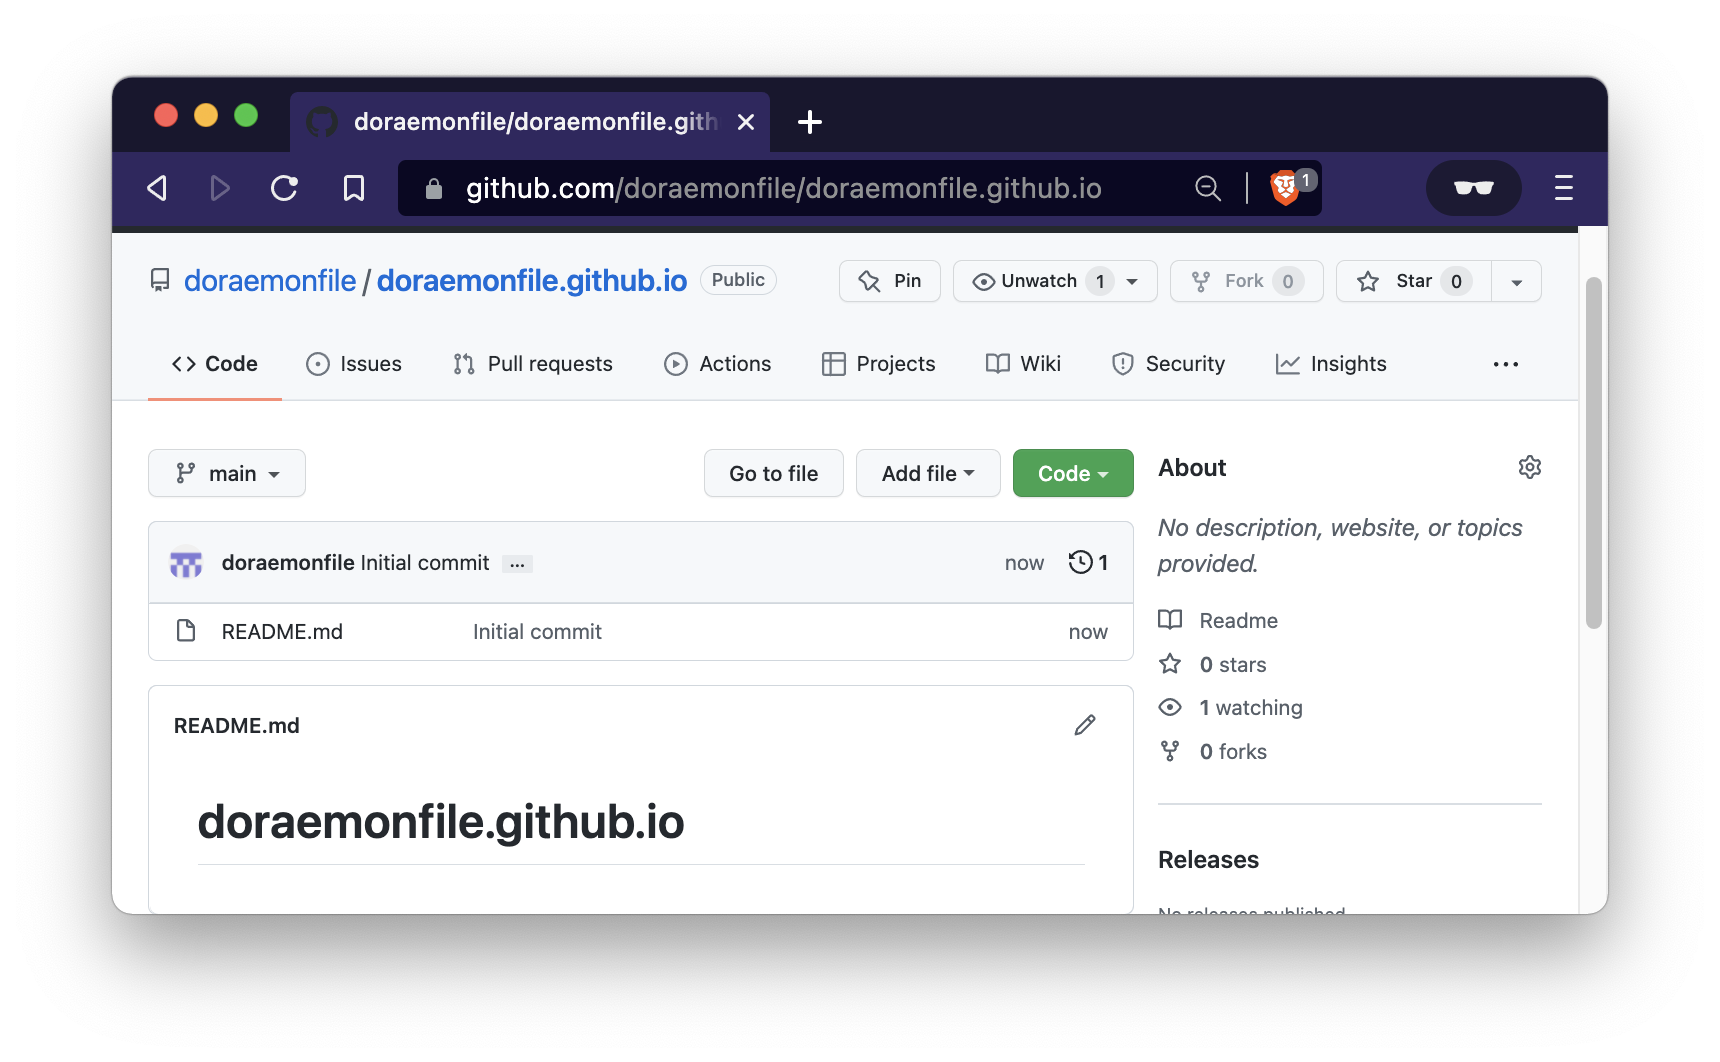 doraemonfile/doraemonfile.gith
github.com/doraemonfile/doraemonfile.github.io
1
doraemonfile / doraemonfile.github.io Public
Pin
Unwatch 1
Fork 0
Star 0
Code
Issues
Pull requests
Actions
Projects
Wiki
Security
Insights
main
Go to file
Add file
Code
doraemonfile Initial commit ... now 1
README.md Initial commit now
README.md
doraemonfile.github.io
About
No description, website, or topics
provided.
Readme
0 stars
1 watching
0 forks
Releases
No releases published